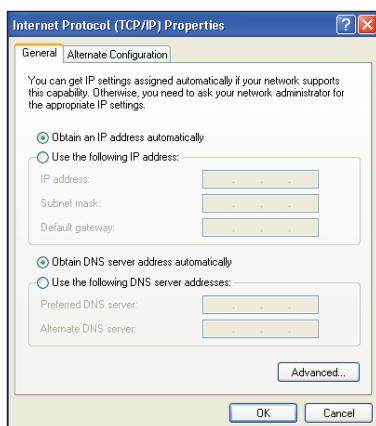 Internet Protocol (TCP/IP) Properties
General Alternate Configuration
You can get IP settings assigned automatically if your network supports
this capability. Otherwise, you need to ask your network administrator for
the appropriate IP settings.
Obtain an IP address automatically
Use the following IP address:
IP address:
Subnet mask:
Default gateway:
Obtain DNS server address automatically
Use the following DNS server addresses:
Preferred DNS server:
Alternate DNS server:
Advanced...
OK Cancel